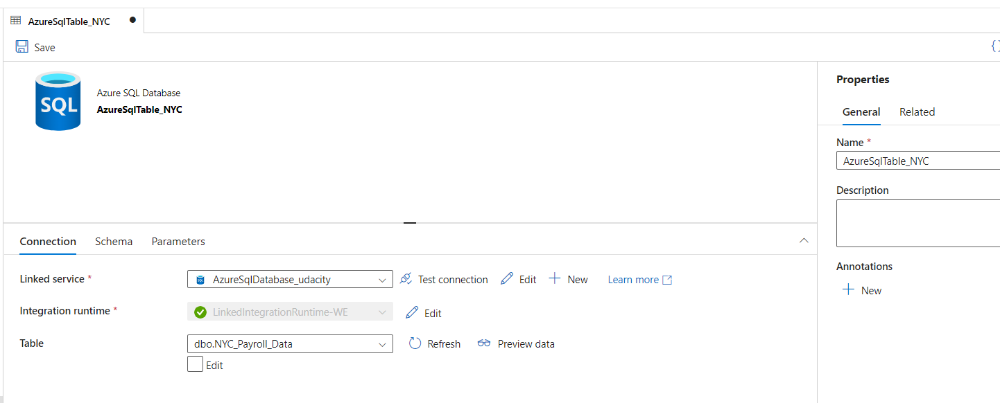 AzureSqlTable_NYC
Save
{}
SQL
Azure SQL Database
AzureSqlTable_NYC
Properties
General Related
Name *
AzureSqlTable_NYC
Description
Annotations
New
Connection Schema Parameters
Linked service * AzureSqlDatabase_udacity Test connection Edit New Learn more
Integration runtime * LinkedIntegrationRuntime-WE Edit
Table dbo.NYC_Payroll_Data Refresh Preview data
Edit